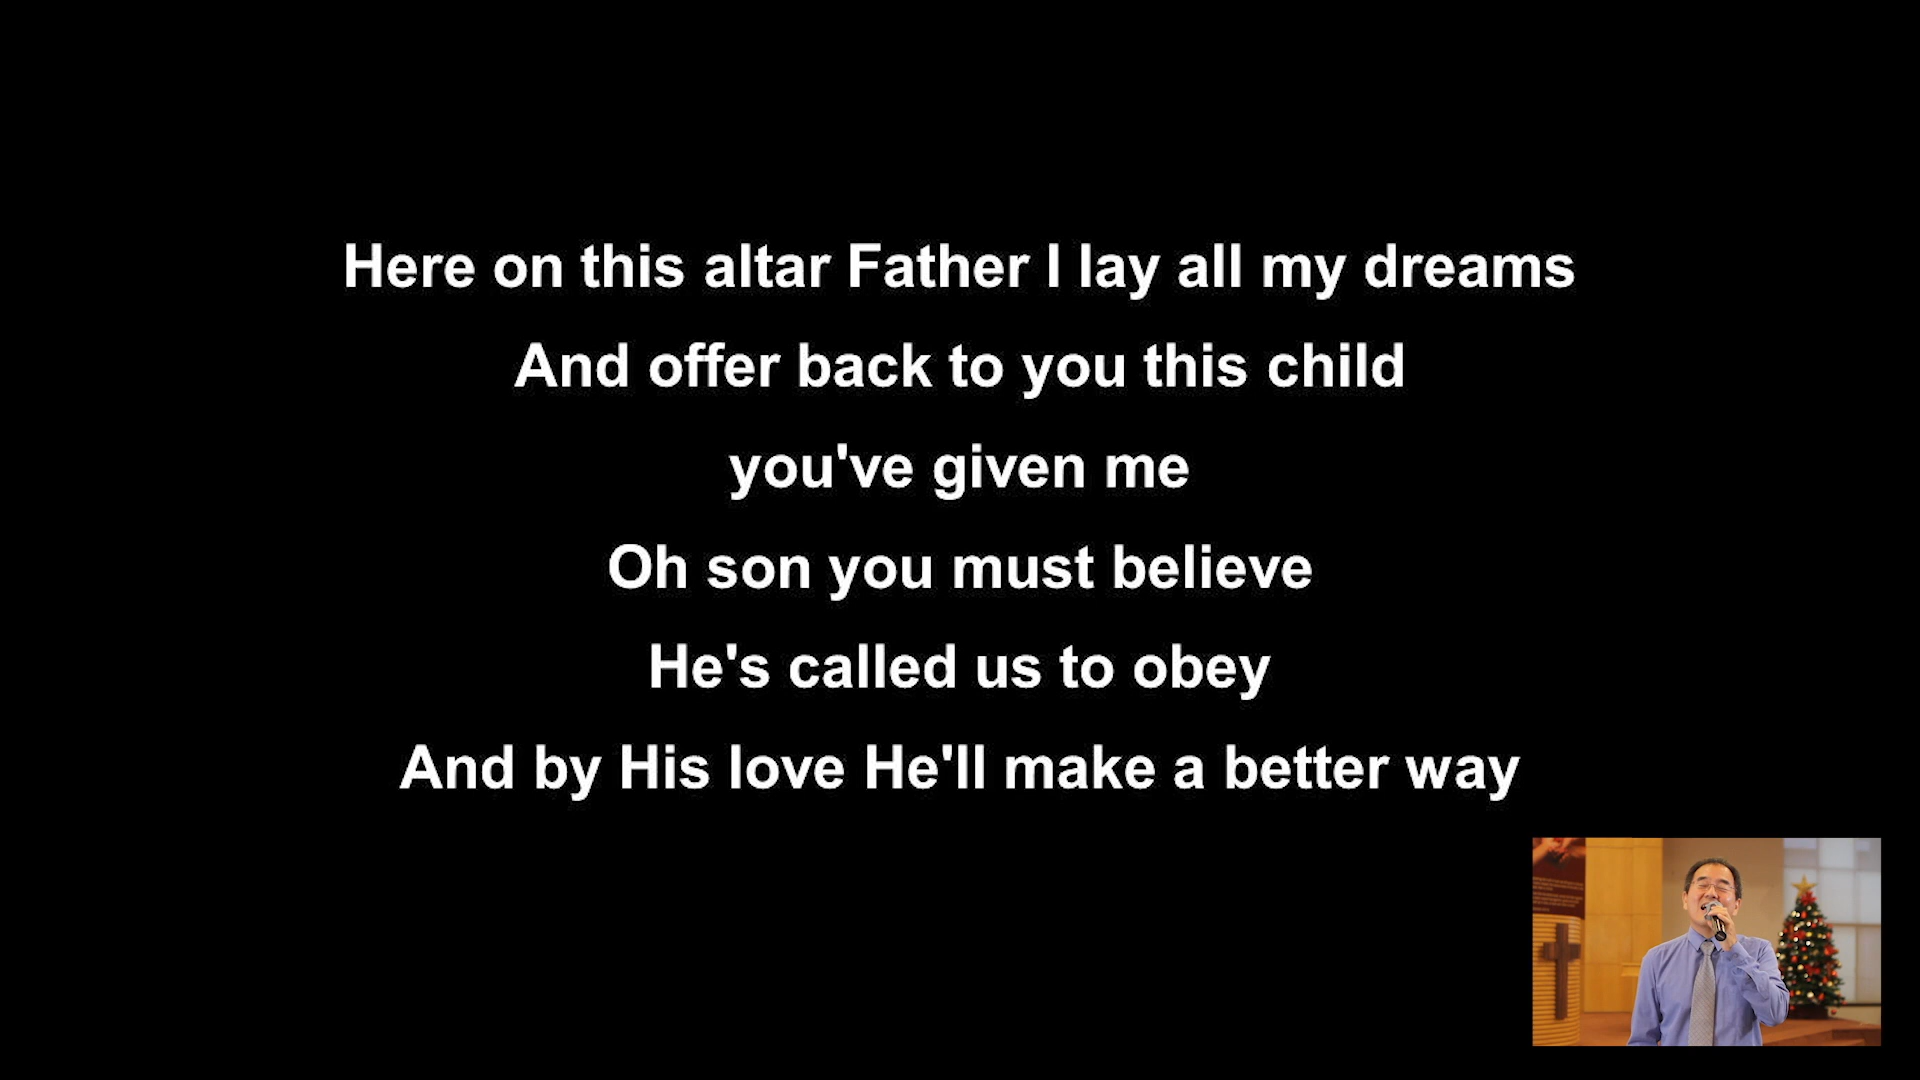 Here on this altar Father I lay all my dreams
And offer back to you this child
you've given me
Oh son you must believe
He's called us to obey
And by His love He'll make a better way